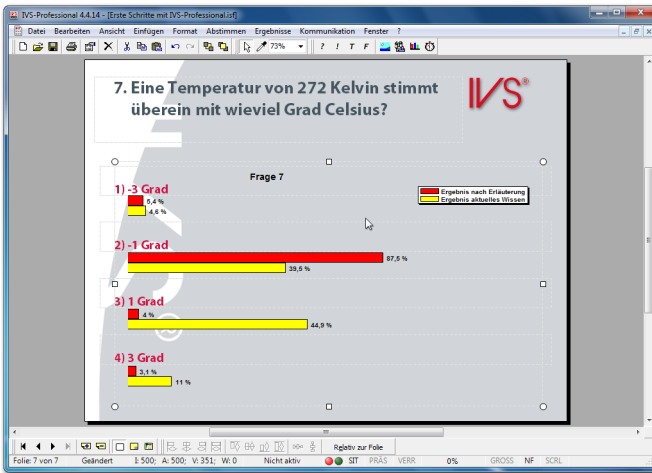 IVS-Professional 4.4.14 - [Erste Schritte mit IVS-Professional.isf]
Datei Bearbeiten Ansicht Einfügen Format Abstimmen Ergebnisse Kommunikation Fenster ?
73% ? ! T F
7. Eine Temperatur von 272 Kelvin stimmt
überein mit wieviel Grad Celsius?
IVS®
Frage 7
Ergebnis nach Erläuterung
Ergebnis aktuelles Wissen
1) -3 Grad
5,4 %
4,6 %
2) -1 Grad
87,5 %
39,5 %
3) 1 Grad
4 %
44,9 %
4) 3 Grad
3,1 %
11 %
Relativ zur Folie
Folie: 7 von 7 Geändert I: 500; A: 500; V: 351; W: 0 Nicht aktiv SIT PRÄS VERR 0% GROSS NF SCRL